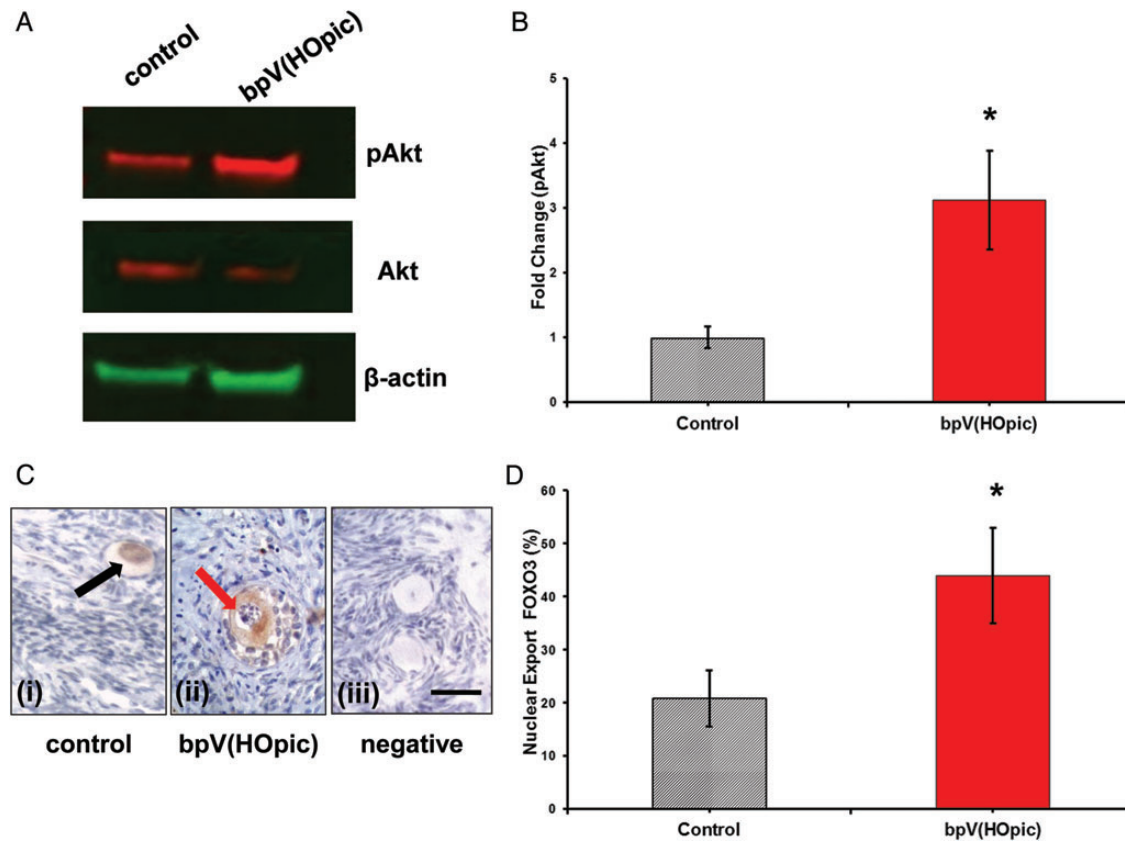 A
control
bpV(HOpic)
pAkt
Akt
β-actin
B
5
4
3
2
1
0
Fold Change (pAkt)
*
Control
bpV(HOpic)
C
(i)
(ii)
(iii)
control
bpV(HOpic)
negative
D
60
50
40
30
20
10
0
Nuclear Export FOXO3 (%)
*
Control
bpV(HOpic)